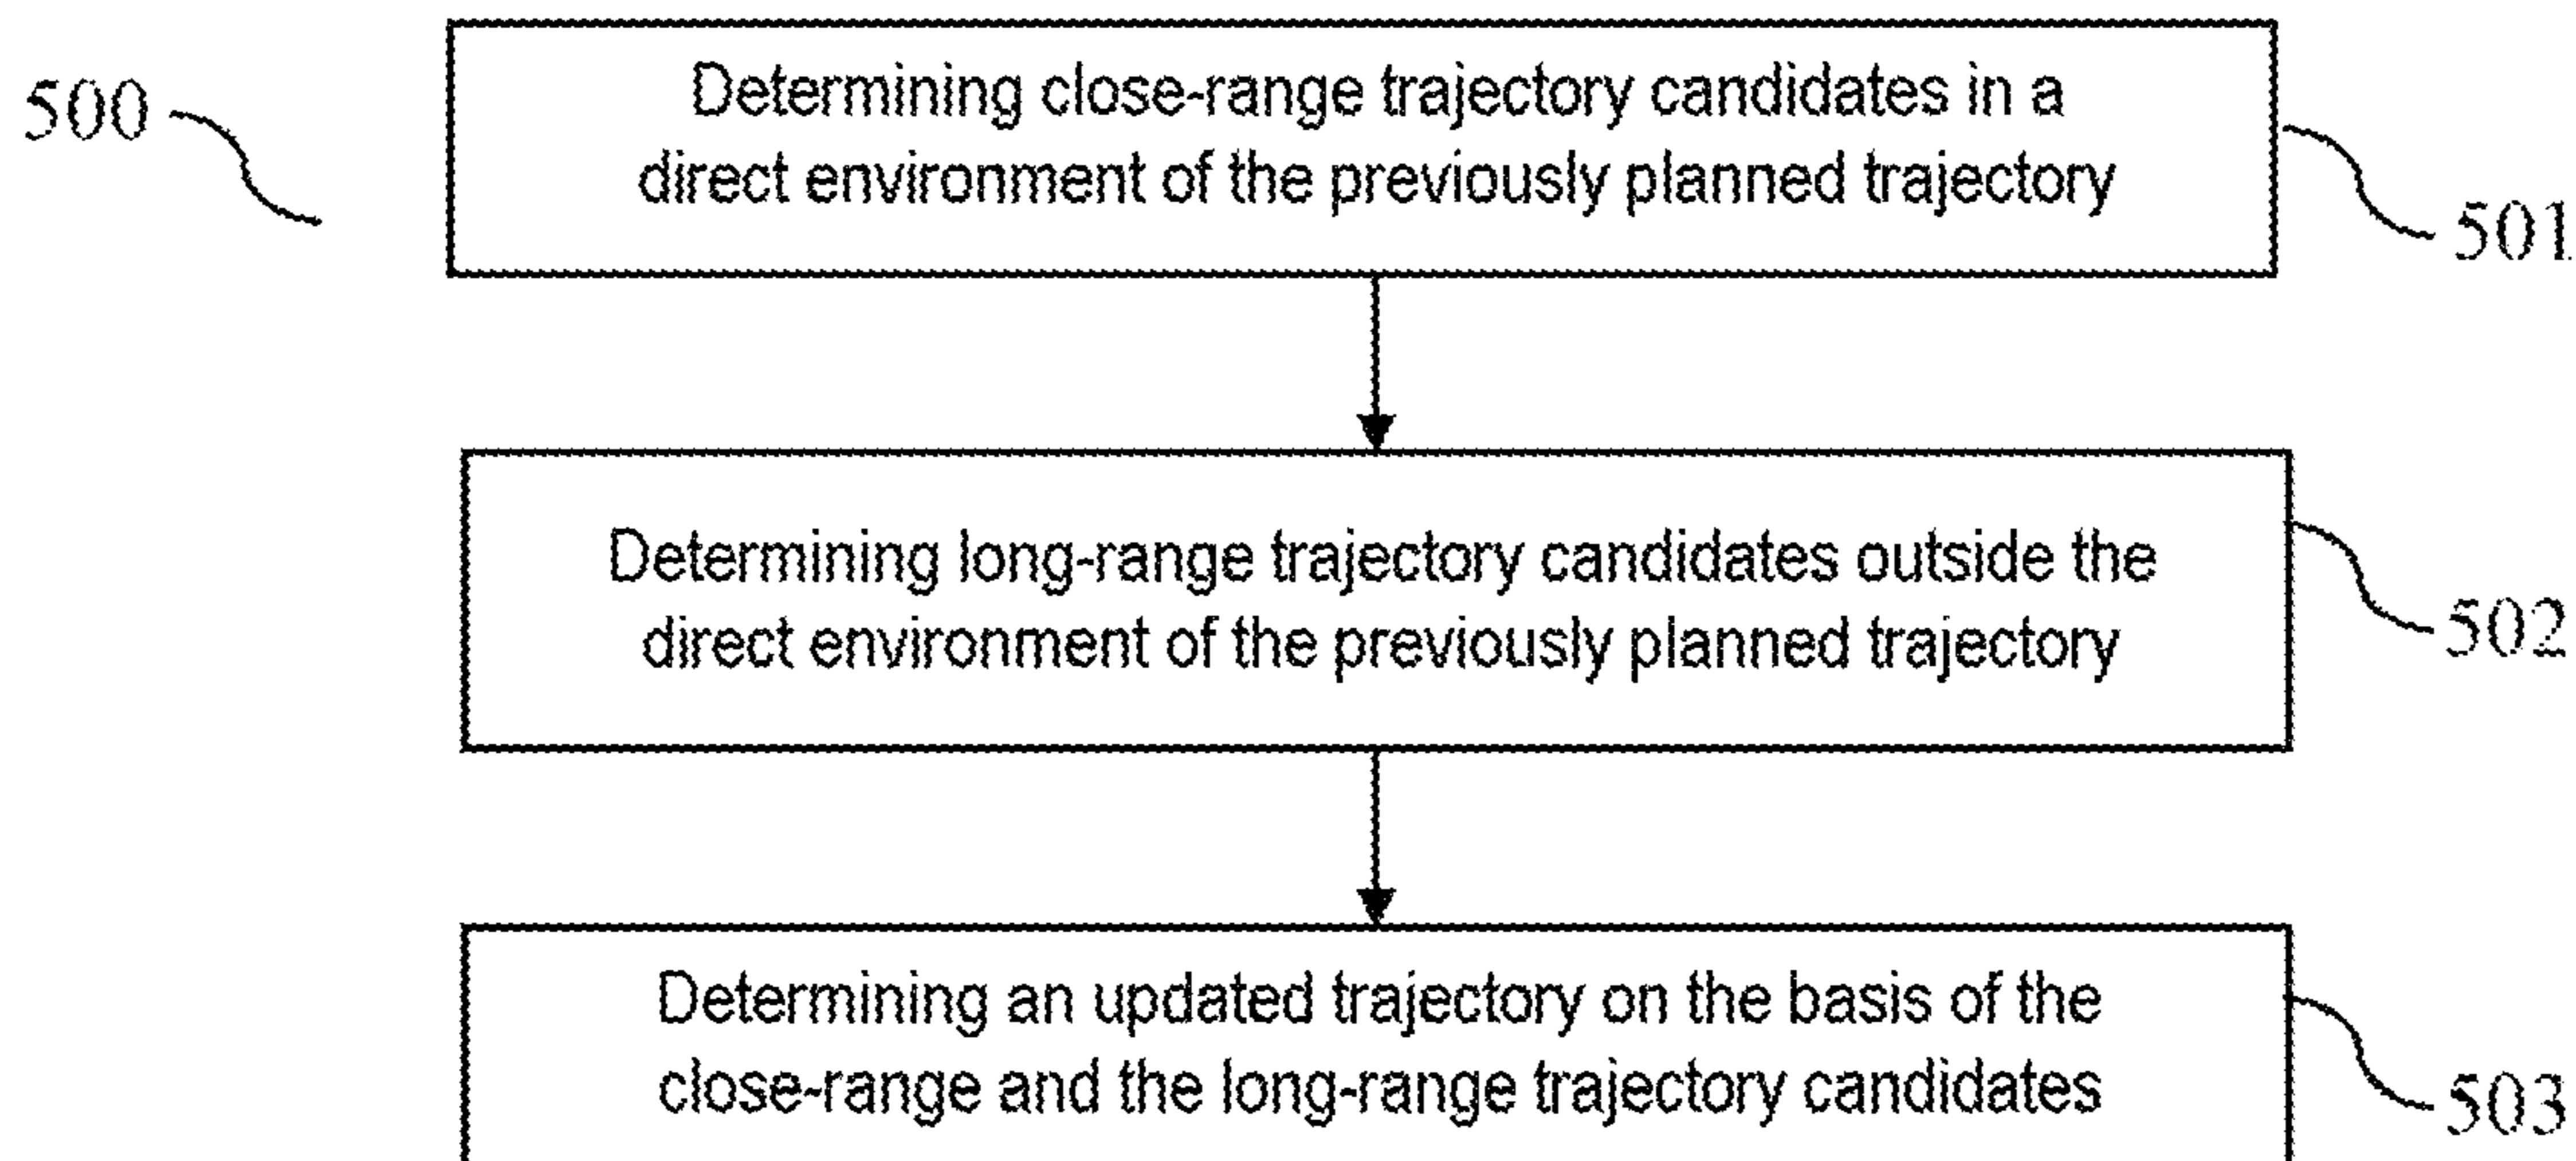 500
Determining close-range trajectory candidates in a
direct environment of the previously planned trajectory
501
Determining long-range trajectory candidates outside the
direct environment of the previously planned trajectory
502
Determining an updated trajectory on the basis of the
close-range and the long-range trajectory candidates
503